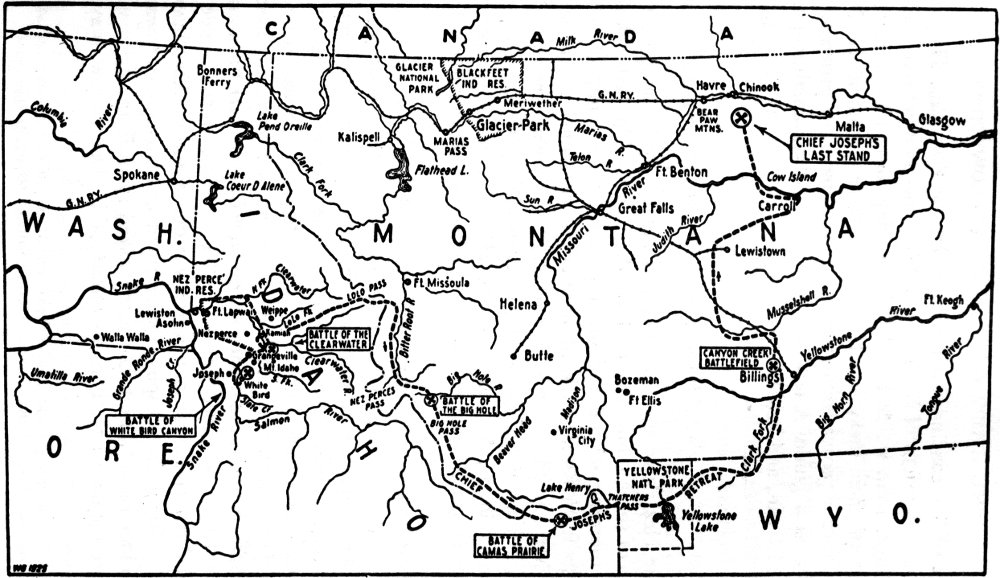 C A N A D A
Milk River
Bonners
Ferry
GLACIER
NATIONAL
PARK
BLACKFEET
IND RES.
Havre
Chinook
G.N.RY.
Meriwether
Columbia
River
Lake
Pend Oreille
Kalispell
MARIAS
PASS
Glacier-Park
Marias
R.
BEAR
PAW
MTNS.
Malta
Glasgow
CHIEF JOSEPH'S
LAST STAND
Clark Fork
Flathead L.
Teton R
Ft. Benton
Spokane
Lake
Coeur D Alene
Cow Island
G.N.RY.
Sun R
River
Great Falls
Carroll
Judith River
WASH.
MONTANA
Missouri
Lewistown
Snake R
NEZ PERCE
IND. RES.
N FK.
Clearwater
LOLO PASS
Ft. Missoula
Lewiston
Asohn
Ft. Lapwai
Weippe
Lolo Fk
Helena
Musselshell R.
Ft. Keogh
Walla Walla
Nezperce
Kamiah
BATTLE OF THE
CLEARWATER
Bitter Root R
Butte
CANYON CREEK
BATTLEFIELD
Yellowstone
River
Grande Ronde River
Grangeville
Mt. Idaho
Clearwater R.
S. Fk.
Billings
Umatilla River
Joseph Cr.
Joseph
White
Bird
NEZ PERCES
PASS
Big Hole R
BATTLE OF
THE BIG HOLE
Bozeman
Ft Ellis
Big Horn River
Tongue River
BATTLE OF
WHITE BIRD CANYON
Slate Cr
Salmon
River
BIG HOLE
PASS
Beaver Head
Madison
Virginia
City
Clark Fork
ORE.
Snake River
IDAHO
CHIEF
JOSEPH'S
RETREAT
Lake Henry
THATCHERS
PASS
YELLOWSTONE
NAT'L PARK
Yellowstone
Lake
WYO.
BATTLE OF
CAMAS PRAIRIE